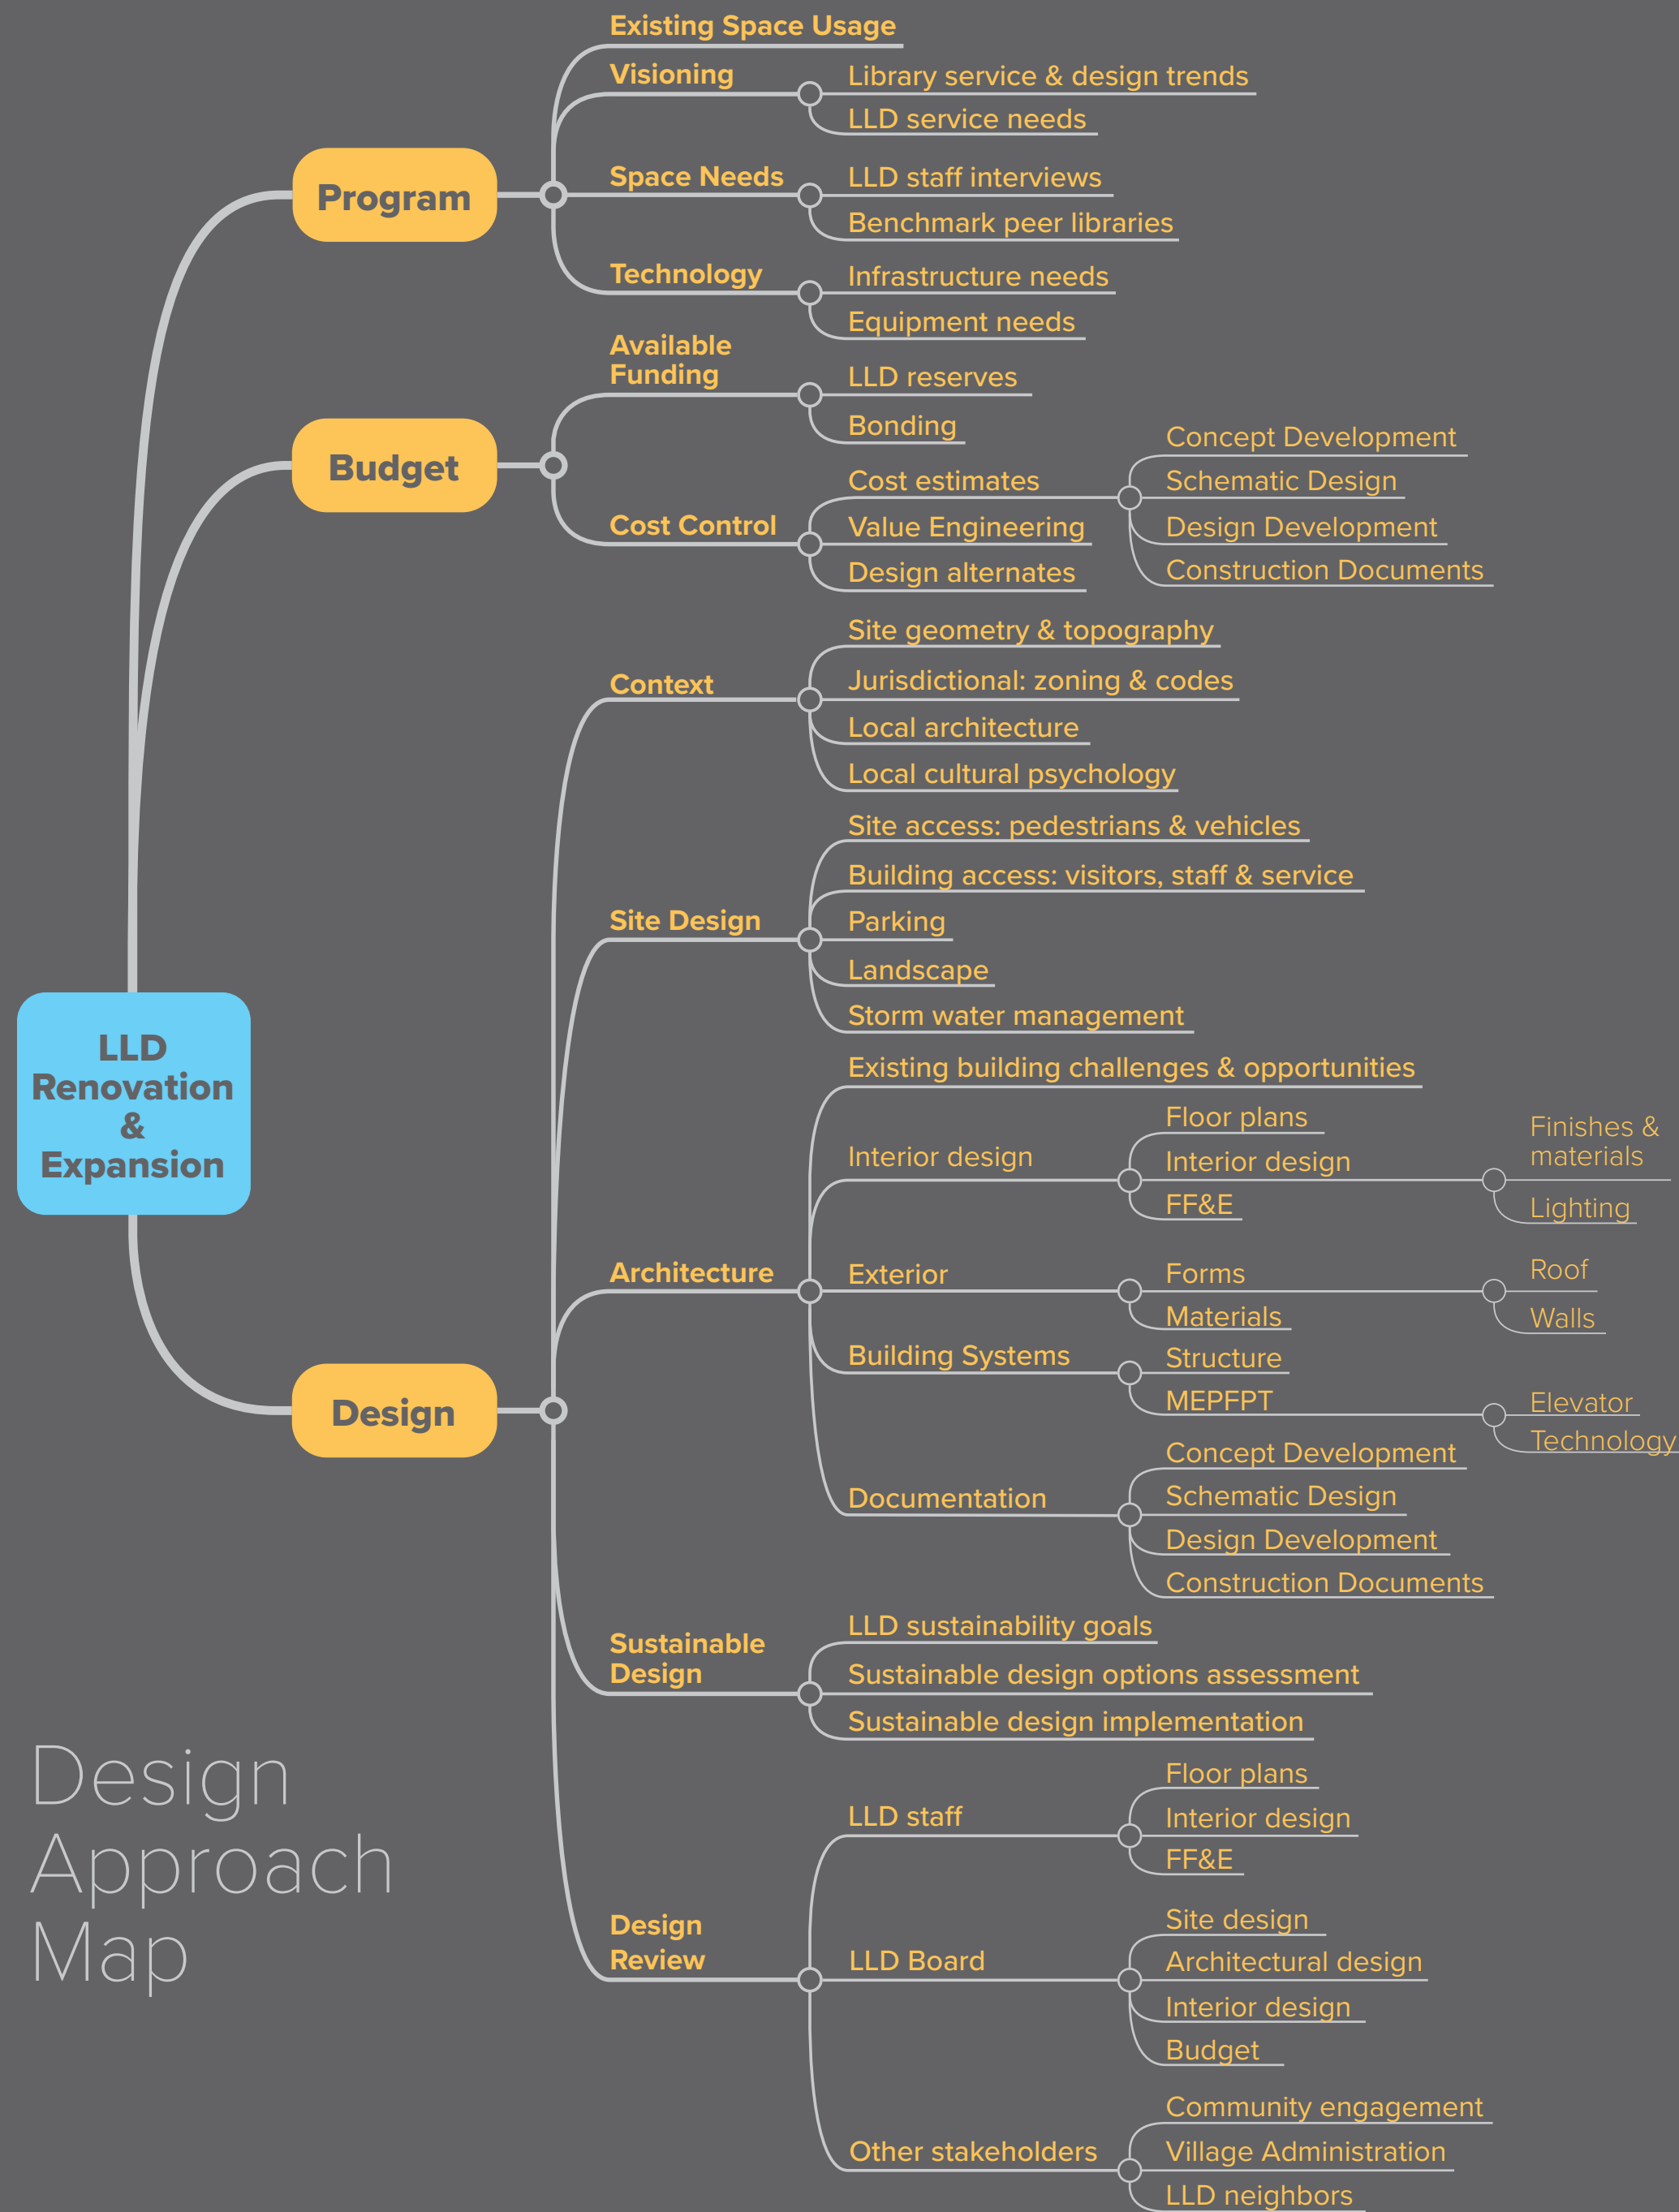 Existing Space Usage
Visioning
Library service & design trends
LLD service needs
Program
Space Needs
LLD staff interviews
Benchmark peer libraries
Technology
Infrastructure needs
Equipment needs
Budget
Available
Funding
LLD reserves
Bonding
Cost Control
Cost estimates
Concept Development
Schematic Design
Design Development
Construction Documents
Value Engineering
Design alternates
LLD
Renovation
&
Expansion
Design
Context
Site geometry & topography
Jurisdictional: zoning & codes
Local architecture
Local cultural psychology
Site Design
Site access: pedestrians & vehicles
Building access: visitors, staff & service
Parking
Landscape
Storm water management
Architecture
Existing building challenges & opportunities
Interior design
Floor plans
Interior design
Finishes &
materials
Lighting
FF&E
Exterior
Forms
Roof
Walls
Materials
Building Systems
Structure
MEPFPT
Elevator
Technology
Documentation
Concept Development
Schematic Design
Design Development
Construction Documents
Sustainable
Design
LLD sustainability goals
Sustainable design options assessment
Sustainable design implementation
Design
Review
LLD staff
Floor plans
Interior design
FF&E
LLD Board
Site design
Architectural design
Interior design
Budget
Other stakeholders
Community engagement
Village Administration
LLD neighbors
Design
Approach
Map